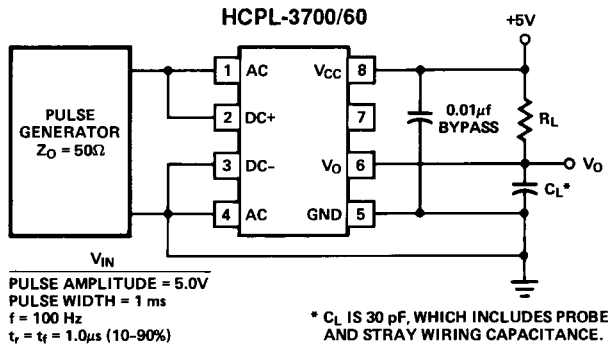 HCPL-3700/60
+5V
PULSE
GENERATOR
Z_O = 50Ω
1 AC
2 DC+
3 DC–
4 AC
V_CC 8
7
V_O 6
GND 5
0.01μf
BYPASS
R_L
V_O
C_L*
V_IN
PULSE AMPLITUDE = 5.0V
PULSE WIDTH = 1 ms
f = 100 Hz
t_r = t_f = 1.0μs (10–90%)
* C_L IS 30 pF, WHICH INCLUDES PROBE
AND STRAY WIRING CAPACITANCE.